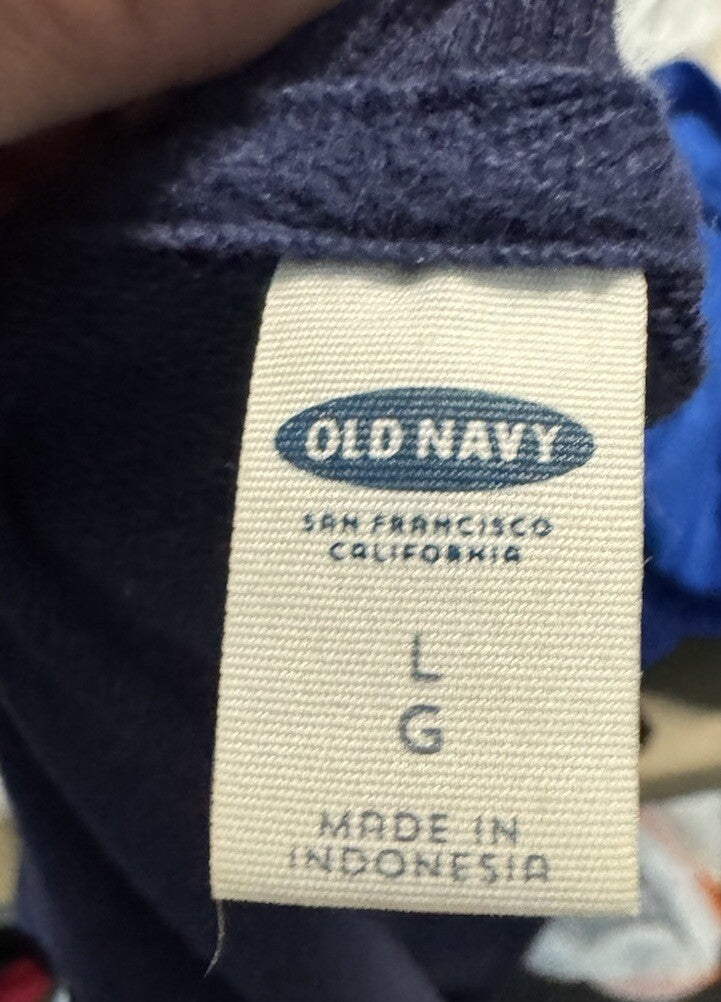 OLD NAVY
SAN FRANCISCO
CALIFORNIA
L
G
MADE IN
INDONESIA